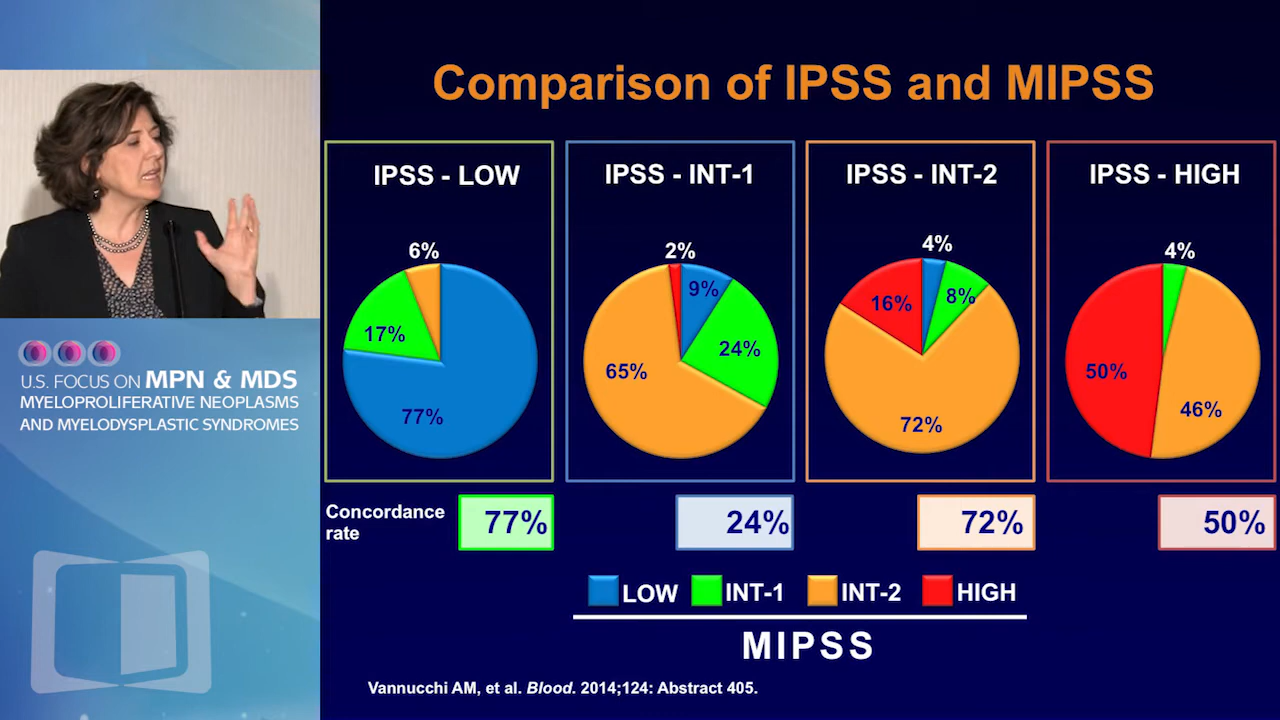 Comparison of IPSS and MIPSS
IPSS - LOW
6%
17%
77%
IPSS - INT-1
2%
9%
24%
65%
IPSS - INT-2
4%
8%
16%
72%
IPSS - HIGH
4%
50%
46%
Concordance
rate
77%
24%
72%
50%
LOW INT-1 INT-2 HIGH
MIPSS
Vannucchi AM, et al. Blood. 2014;124: Abstract 405.
U.S. FOCUS ON MPN & MDS
MYELOPROLIFERATIVE NEOPLASMS
AND MYELODYSPLASTIC SYNDROMES